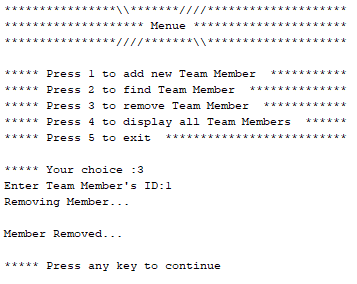 ****************\\*******////********************
******************** Menue **********************
****************////*******\\********************
***** Press 1 to add new Team Member  ***********
***** Press 2 to find Team Member  **************
***** Press 3 to remove Team Member  ************
***** Press 4 to display all Team Members  ******
***** Press 5 to exit  **************************
***** Your choice :3
Enter Team Member's ID:1
Removing Member...
Member Removed...
***** Press any key to continue